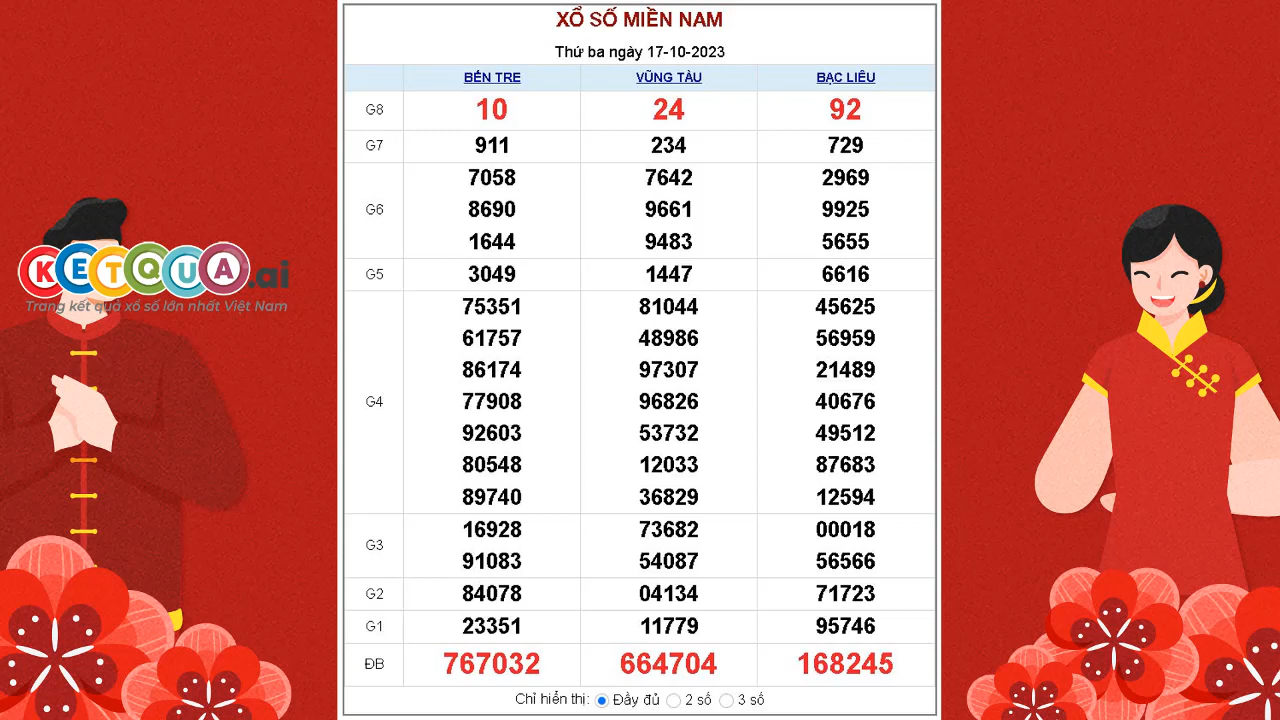 XỔ SỐ MIỀN NAM
Thứ ba ngày 17-10-2023
BẾN TRE VŨNG TÀU BẠC LIÊU
G8 10 24 92
G7 911 234 729
7058 7642 2969
G6 8690 9661 9925
1644 9483 5655
G5 3049 1447 6616
75351 81044 45625
61757 48986 56959
86174 97307 21489
G4 77908 96826 40676
92603 53732 49512
80548 12033 87683
89740 36829 12594
G3
16928 73682 00018
91083 54087 56566
G2 84078 04134 71723
G1 23351 11779 95746
ĐB 767032 664704 168245
Chỉ hiển thị: Đầy đủ 2 số 3 số
KETQUA.ai
Trang kết quả xổ số lớn nhất Việt Nam